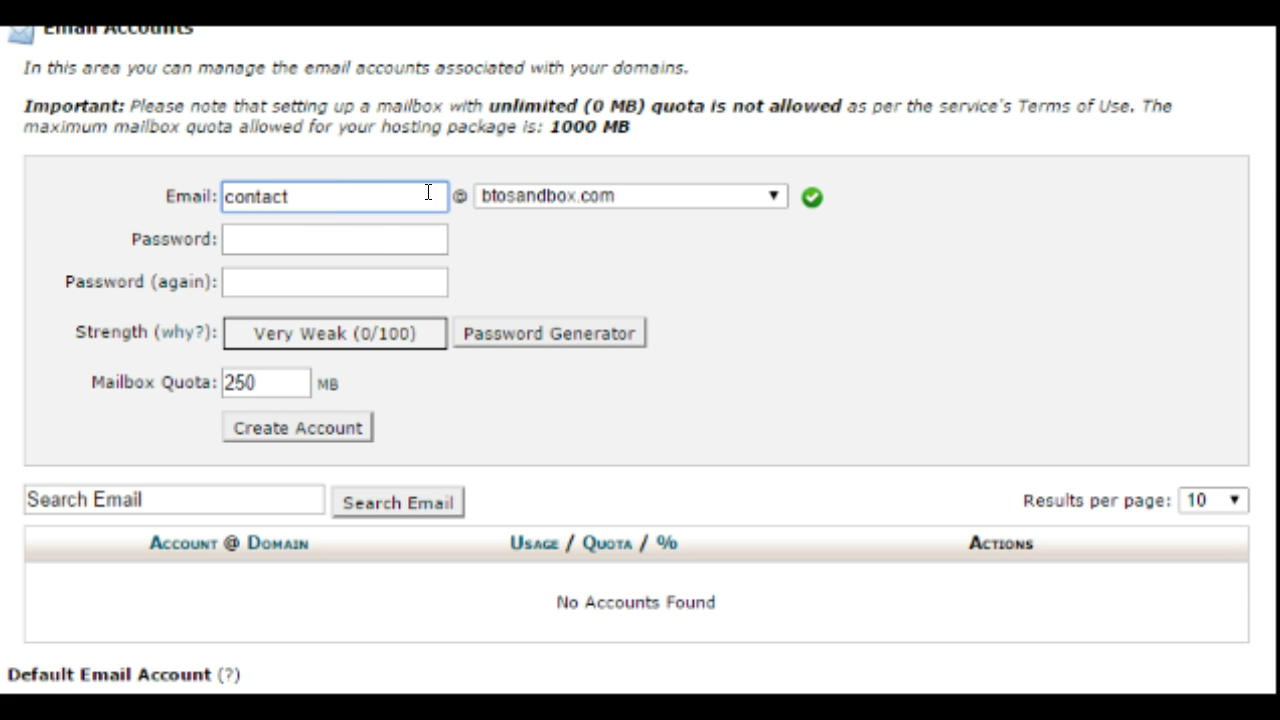 Email Accounts
In this area you can manage the email accounts associated with your domains.
Important: Please note that setting up a mailbox with unlimited (0 MB) quota is not allowed as per the service's Terms of Use. The
maximum mailbox quota allowed for your hosting package is: 1000 MB
Email: contact @ btosandbox.com
Password:
Password (again):
Strength (why?): Very Weak (0/100) Password Generator
Mailbox Quota: 250 MB
Create Account
Search Email Search Email Results per page: 10
Account @ Domain Usage / Quota / % Actions
No Accounts Found
Default Email Account (?)